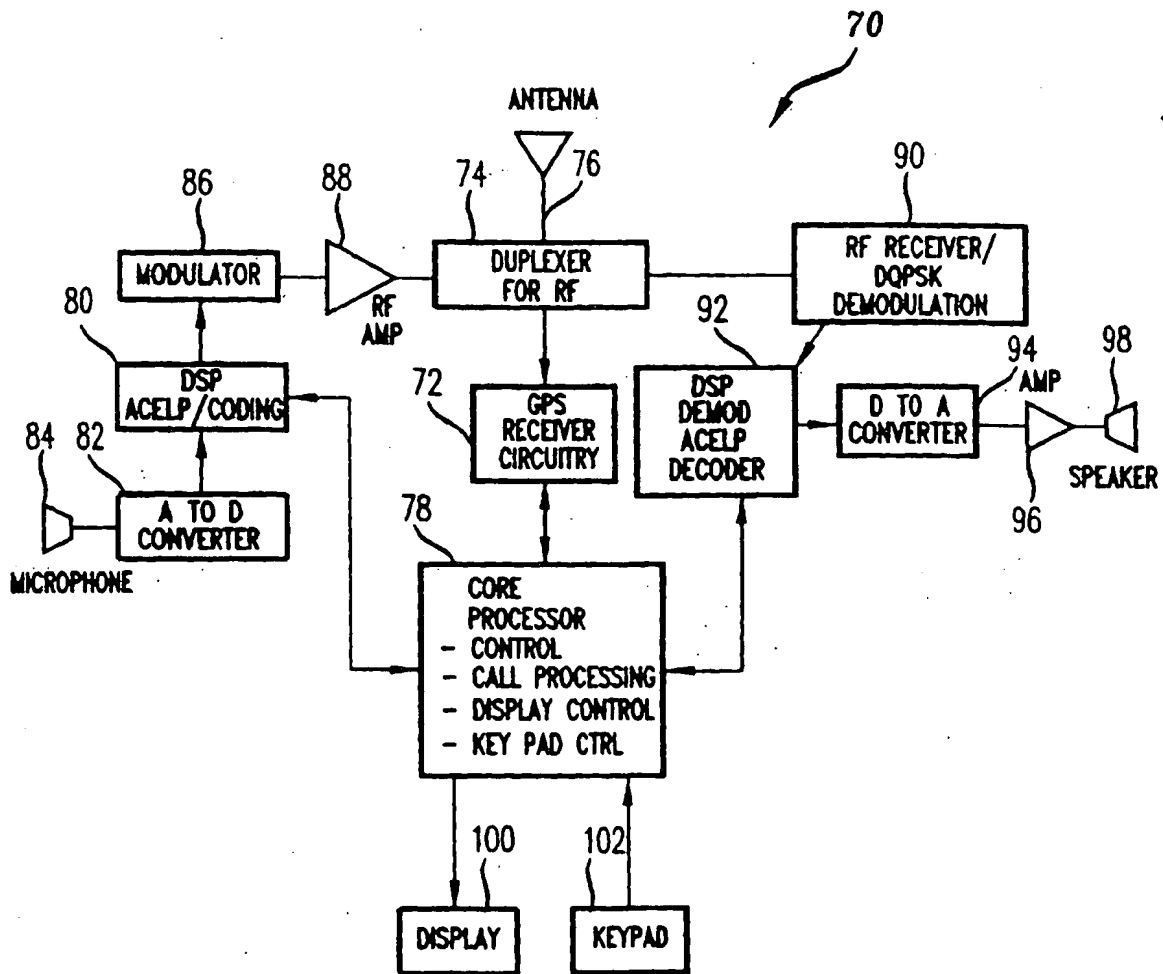 70
ANTENNA
76
74
86
88
90
MODULATOR
RF
AMP
DUPLEXER
FOR RF
RF RECEIVER/
DQPSK
DEMODULATION
80
DSP
ACELP/CODING
72
GPS
RECEIVER
CIRCUITRY
92
DSP
DEMOD
ACELP
DECODER
94
D TO A
CONVERTER
AMP
96
98
SPEAKER
84
82
A TO D
CONVERTER
MICROPHONE
78
CORE
PROCESSOR
- CONTROL
- CALL PROCESSING
- DISPLAY CONTROL
- KEY PAD CTRL
100
DISPLAY
102
KEYPAD